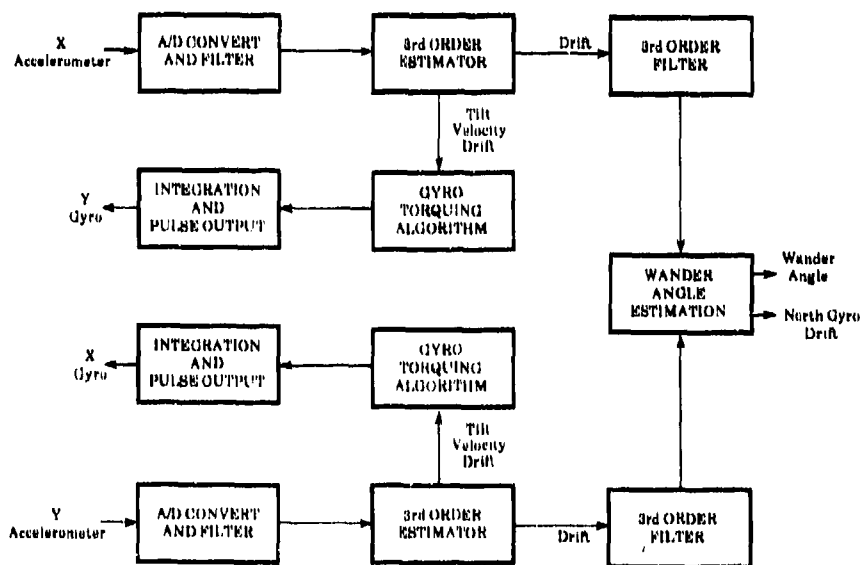 X
Accelerometer
A/D CONVERT
AND FILTER
3rd ORDER
ESTIMATOR
Drift
3rd ORDER
FILTER
Tilt
Velocity
Drift
Y
Gyro
INTEGRATION
AND
PULSE OUTPUT
GYRO
TORQUING
ALGORITHM
WANDER
ANGLE
ESTIMATION
Wander
Angle
North Gyro
Drift
X
Gyro
INTEGRATION
AND
PULSE OUTPUT
GYRO
TORQUING
ALGORITHM
Tilt
Velocity
Drift
Y
Accelerometer
A/D CONVERT
AND FILTER
3rd ORDER
ESTIMATOR
Drift
3rd ORDER
FILTER